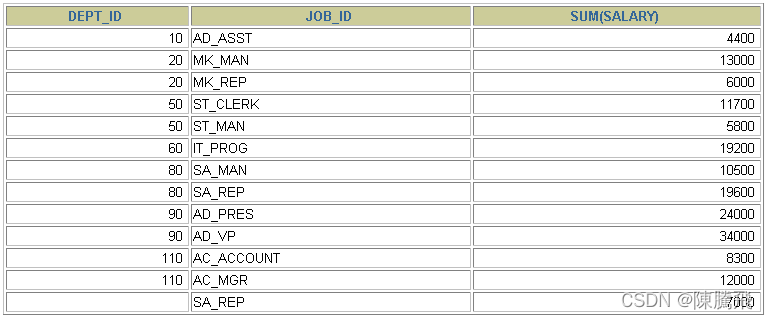 DEPT_ID JOB_ID SUM(SALARY)
10 AD_ASST 4400
20 MK_MAN 13000
20 MK_REP 6000
50 ST_CLERK 11700
50 ST_MAN 5800
60 IT_PROG 19200
80 SA_MAN 10500
80 SA_REP 19600
90 AD_PRES 24000
90 AD_VP 34000
110 AC_ACCOUNT 8300
110 AC_MGR 12000
SA_REP 7000
CSDN @陳騰飛